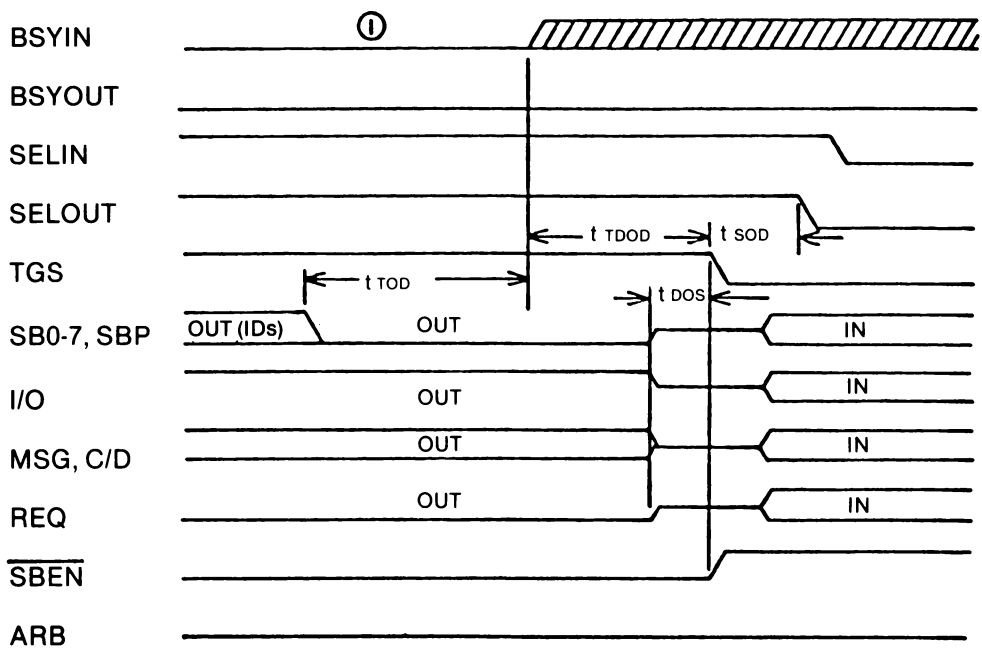 BSYIN ①
BSYOUT
SELIN
SELOUT
t TDOD t SOD
TGS
t TOD
t DOS
SB0-7, SBP OUT (IDs) OUT IN
I/O OUT IN
MSG, C/D OUT IN
REQ OUT IN
SBEN
ARB